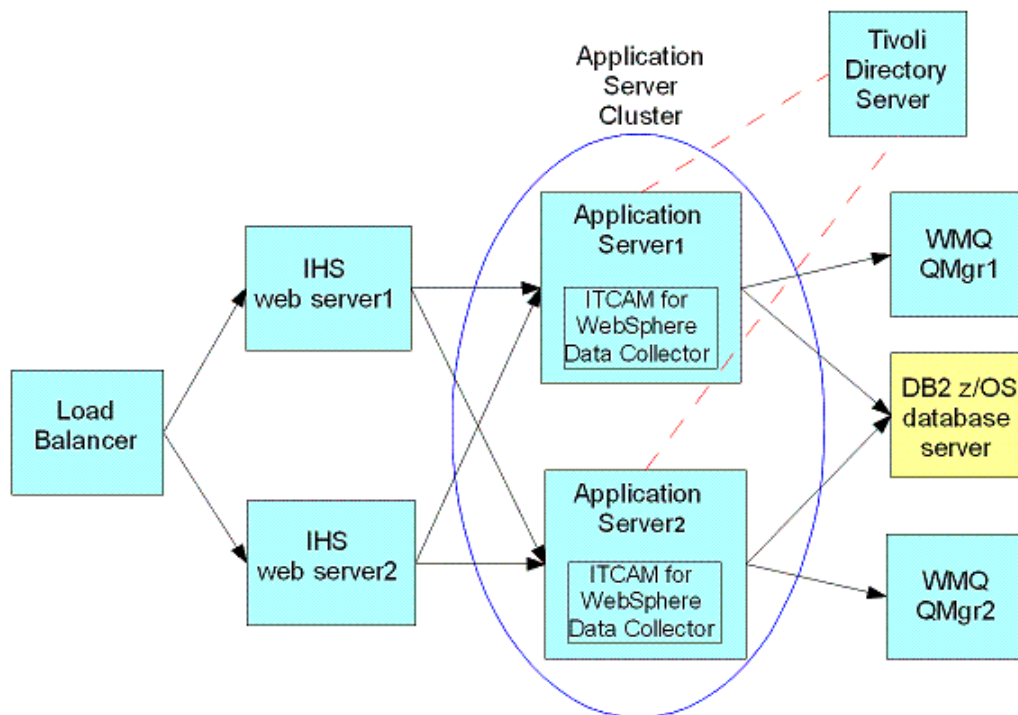 Application
Server
Cluster
Tivoli
Directory
Server
Application
Server1
ITCAM for
WebSphere
Data Collector
WMQ
QMgr1
IHS
web server1
Load
Balancer
DB2 z/OS
database
server
IHS
web server2
Application
Server2
ITCAM for
WebSphere
Data Collector
WMQ
QMgr2